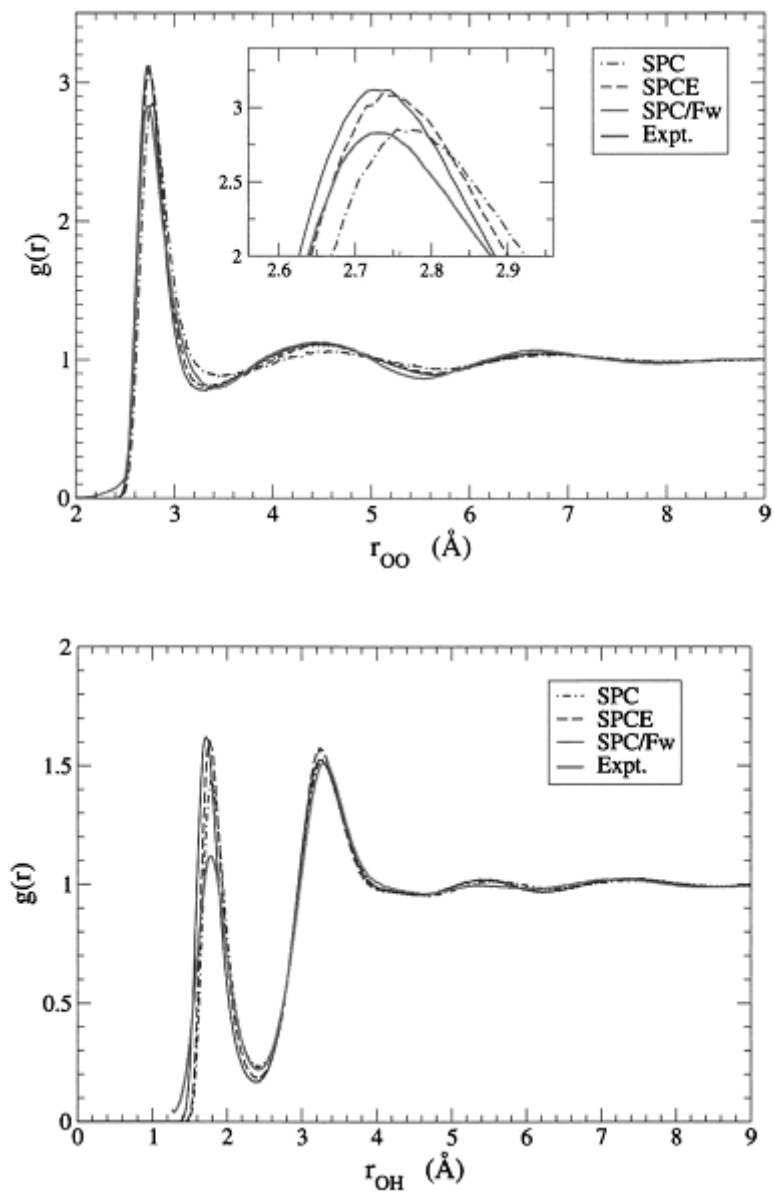 SPC
SPCE
SPC/Fw
Expt.
3
2.5
2
2.6 2.7 2.8 2.9
3
2
1
0
g(r)
2 3 4 5 6 7 8 9
r_OO (Å)
2
1.5
1
0.5
0
g(r)
SPC
SPCE
SPC/Fw
Expt.
0 1 2 3 4 5 6 7 8 9
r_OH (Å)